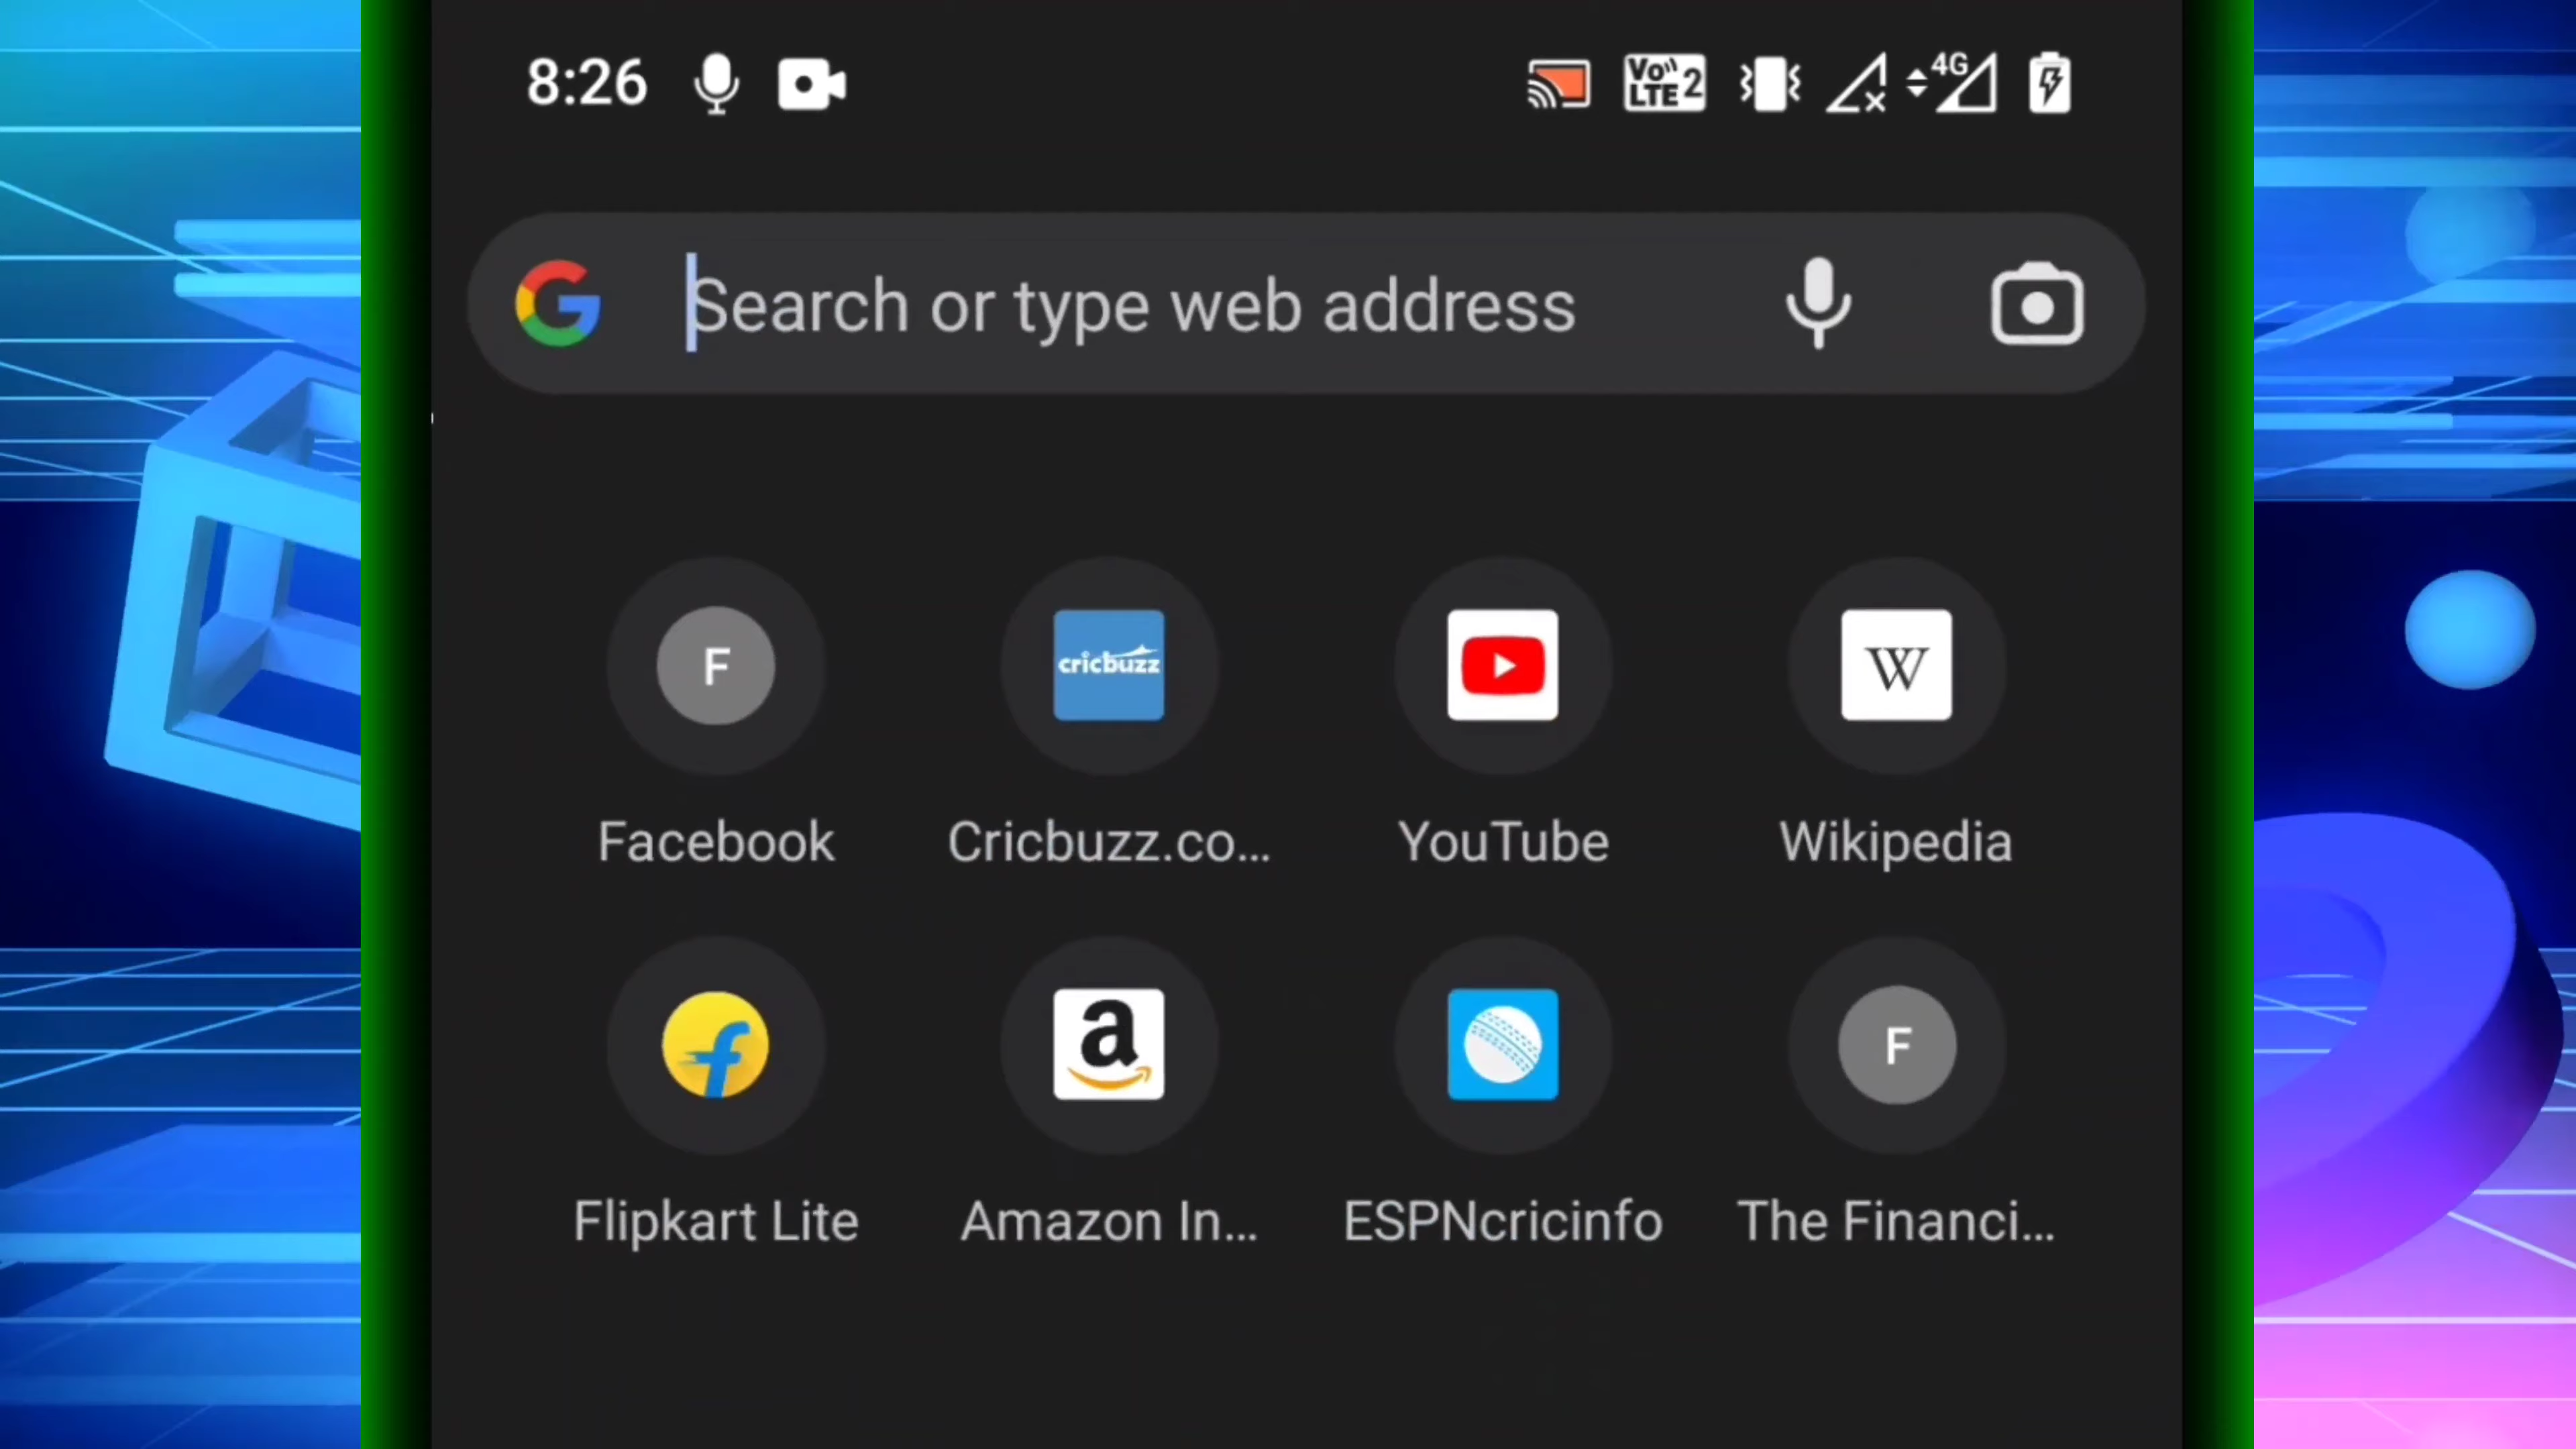 8:26 Vo)) LTE 2 4G
Search or type web address
F cricbuzz W
Facebook Cricbuzz.co... YouTube Wikipedia
f a F
Flipkart Lite Amazon In... ESPNcricinfo The Financi...